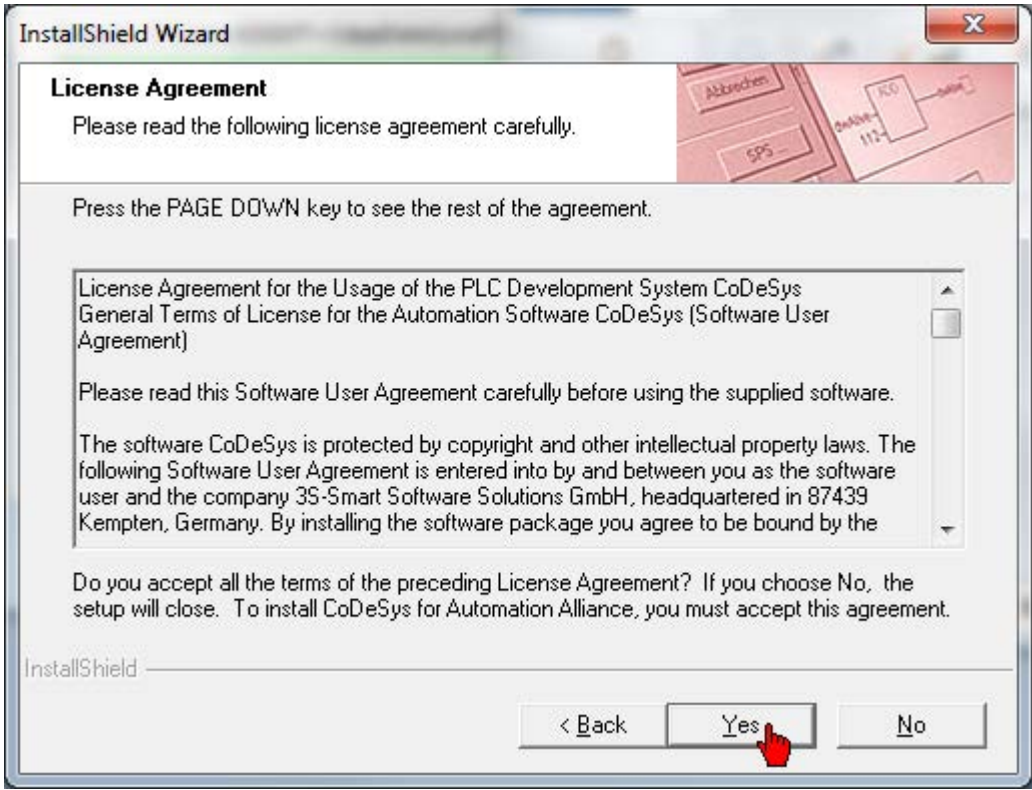 InstallShield Wizard
License Agreement
Please read the following license agreement carefully.
Abbrechen
SPS ...
112
Press the PAGE DOWN key to see the rest of the agreement.
License Agreement for the Usage of the PLC Development System CoDeSys
General Terms of License for the Automation Software CoDeSys (Software User
Agreement)
Please read this Software User Agreement carefully before using the supplied software.
The software CoDeSys is protected by copyright and other intellectual property laws. The
following Software User Agreement is entered into by and between you as the software
user and the company 3S-Smart Software Solutions GmbH, headquartered in 87439
Kempten, Germany. By installing the software package you agree to be bound by the
Do you accept all the terms of the preceding License Agreement?  If you choose No,  the
setup will close.  To install CoDeSys for Automation Alliance, you must accept this agreement.
InstallShield
< Back
Yes
No